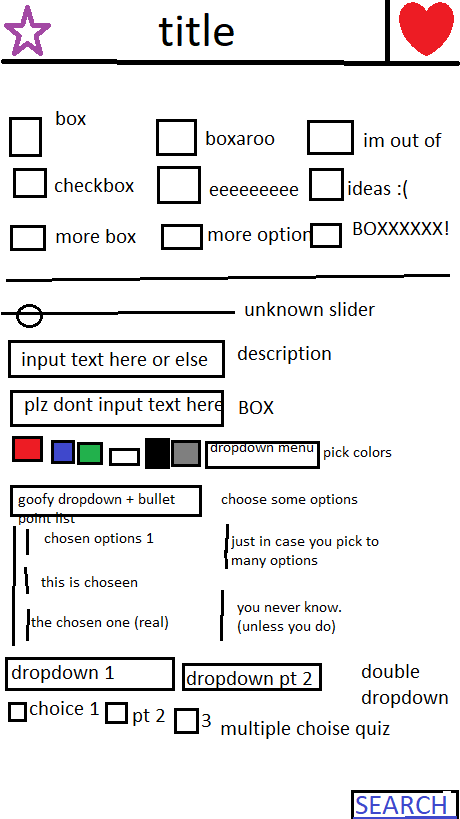 title
box
boxaroo
im out of
checkbox
eeeeeeeee
ideas :(
more box
more option
BOXXXXXX!
unknown slider
input text here or else
description
plz dont input text here
BOX
dropdown menu
pick colors
goofy dropdown + bullet
point list
choose some options
chosen options 1
just in case you pick to
many options
this is choseen
the chosen one (real)
you never know.
(unless you do)
dropdown 1
dropdown pt 2
double
dropdown
choice 1
pt 2
3
multiple choise quiz
SEARCH